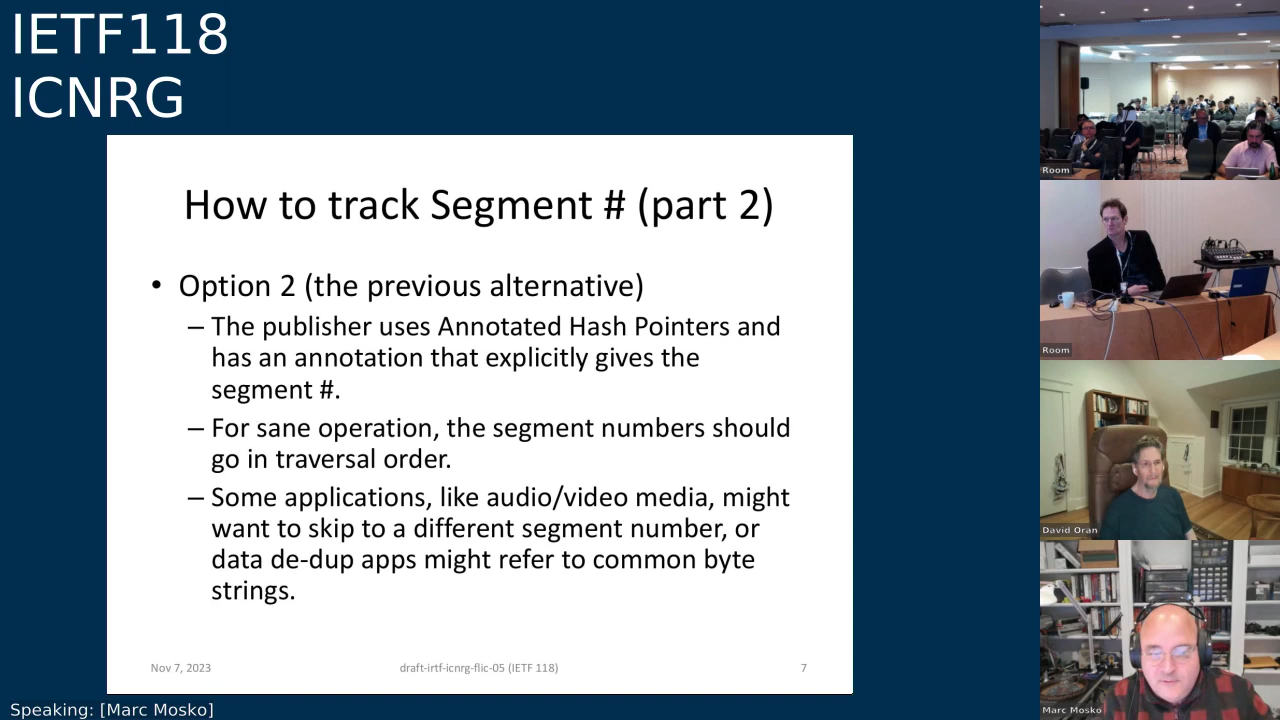 IETF118
ICNRG
How to track Segment # (part 2)
• Option 2 (the previous alternative)
– The publisher uses Annotated Hash Pointers and
has an annotation that explicitly gives the
segment #.
– For sane operation, the segment numbers should
go in traversal order.
– Some applications, like audio/video media, might
want to skip to a different segment number, or
data de-dup apps might refer to common byte
strings.
Nov 7, 2023
draft-irtf-icnrg-flic-05 (IETF 118)
7
Speaking: [Marc Mosko]
Room
Room
David Oran
Marc Mosko